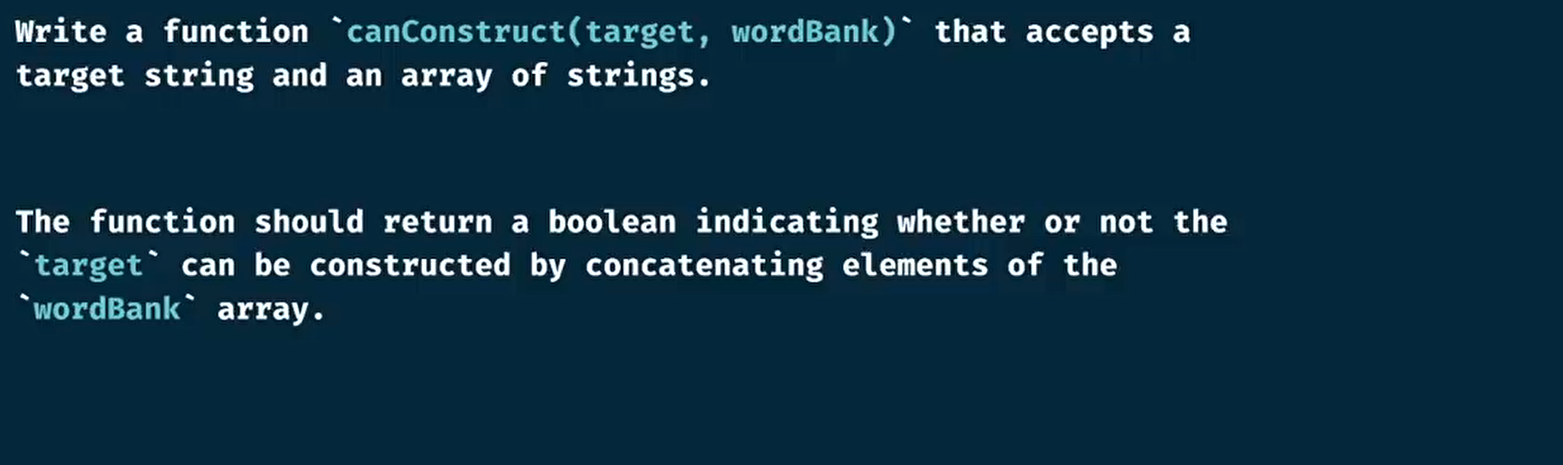 Write a function `canConstruct(target, wordBank)` that accepts a
target string and an array of strings.
The function should return a boolean indicating whether or not the
`target` can be constructed by concatenating elements of the
`wordBank` array.